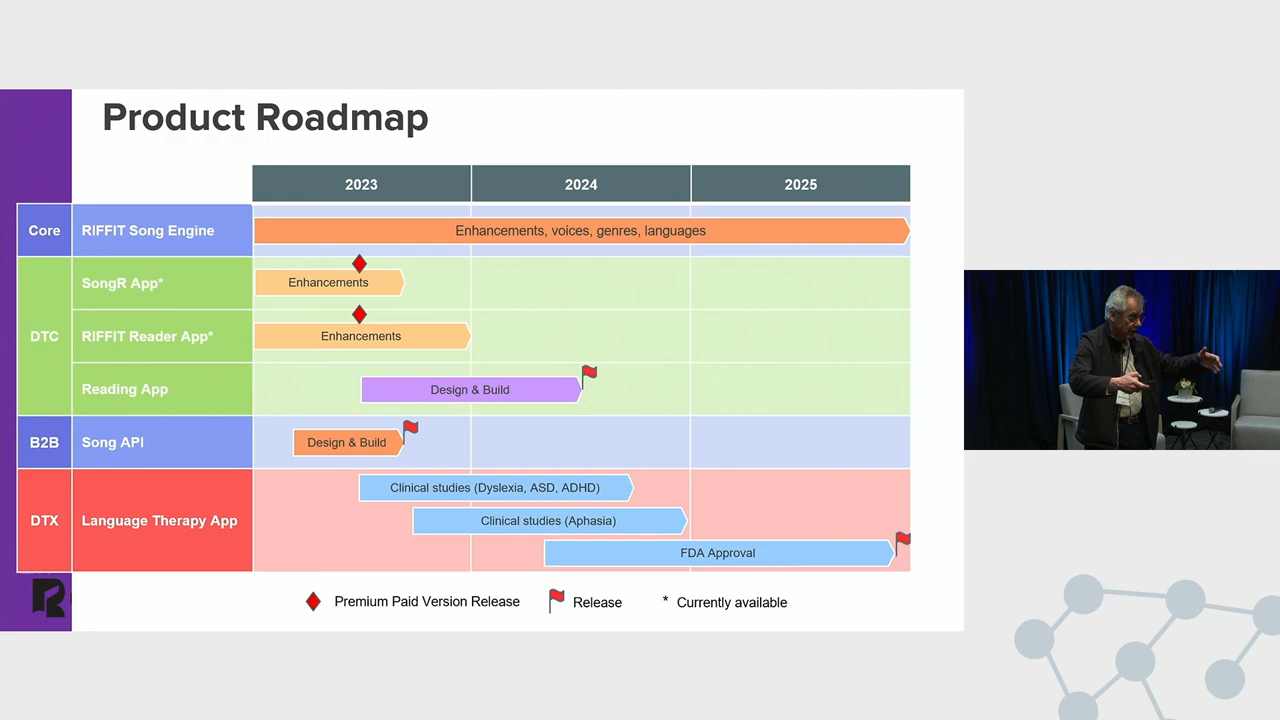 Product Roadmap
2023 2024 2025
Core RIFFIT Song Engine Enhancements, voices, genres, languages
SongR App* Enhancements
DTC RIFFIT Reader App* Enhancements
Reading App Design & Build
B2B Song API Design & Build
Clinical studies (Dyslexia, ASD, ADHD)
DTX Language Therapy App Clinical studies (Aphasia)
FDA Approval
Premium Paid Version Release Release * Currently available